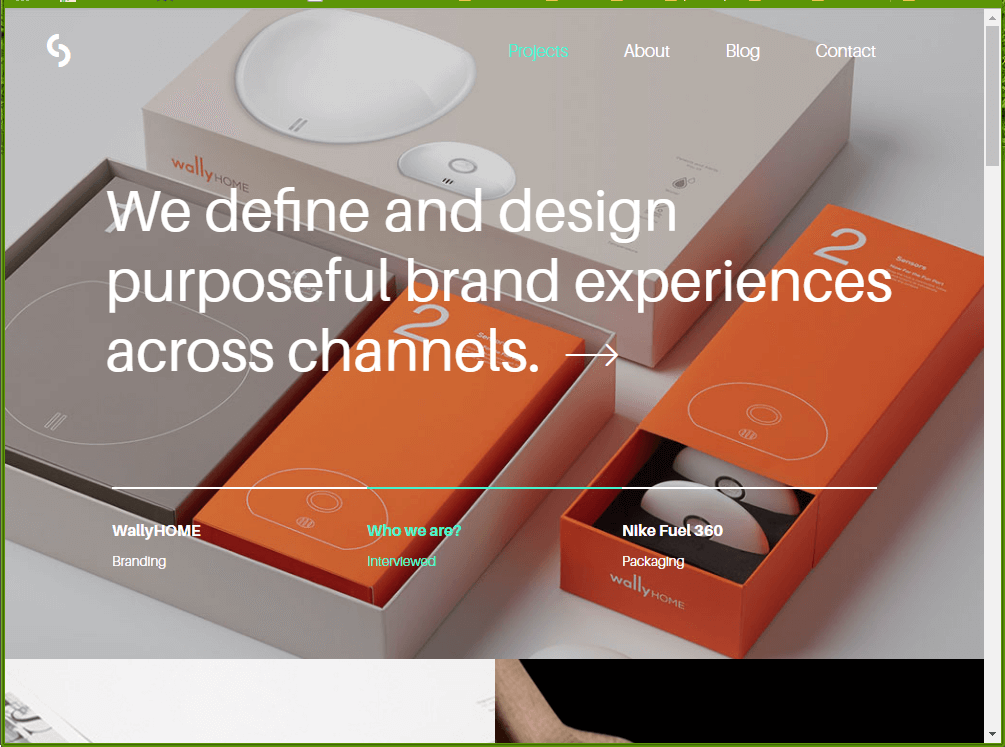 Projects About Blog Contact
wallyHOME
We define and design
purposeful brand experiences
across channels.
2
Sensors
2
WallyHOME
Who we are?
Nike Fuel 360
Branding
Interviewed
Packaging
wallyHOME